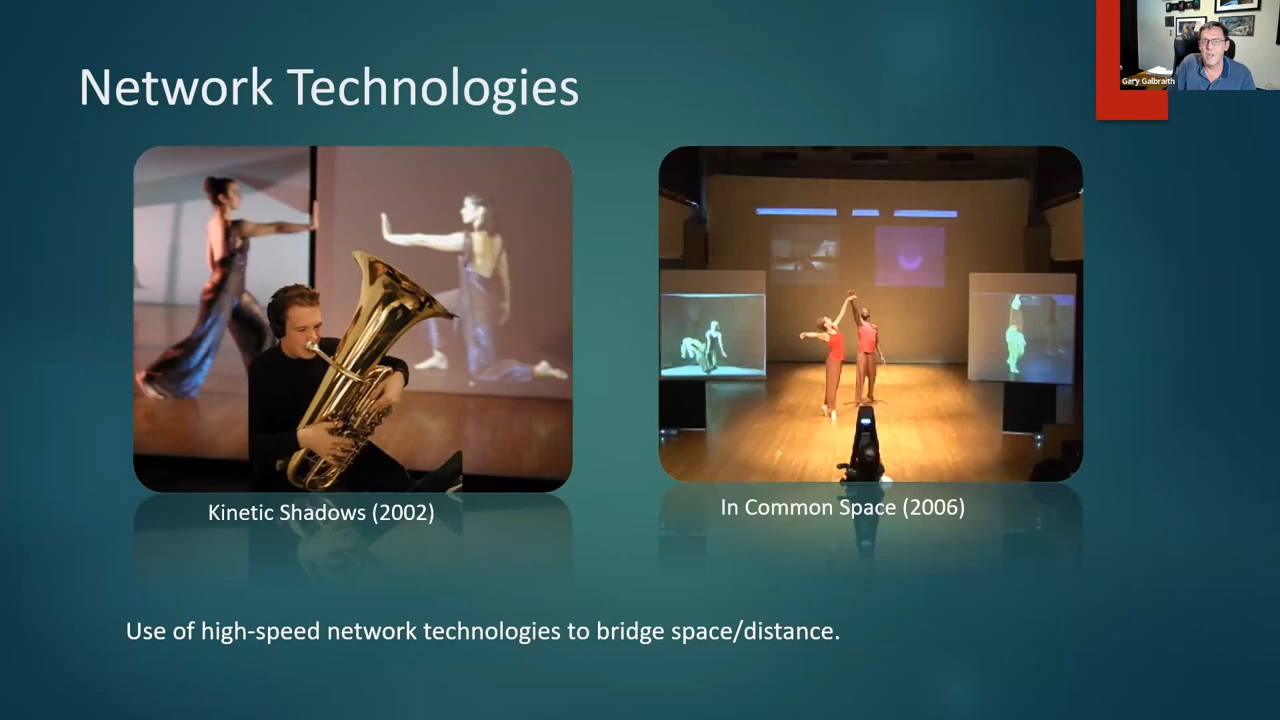 Network Technologies
Gary Galbraith
Kinetic Shadows (2002)
In Common Space (2006)
Use of high-speed network technologies to bridge space/distance.